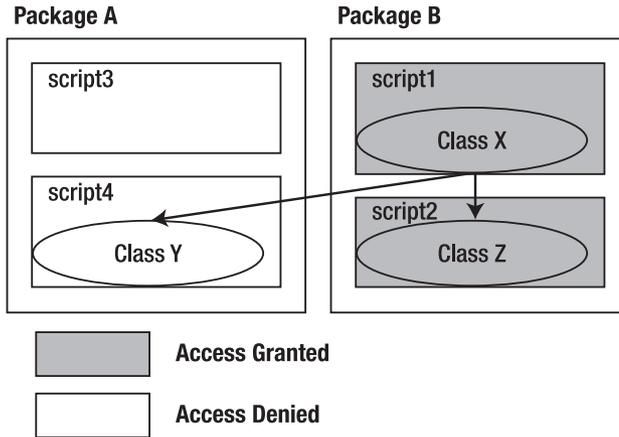 Package A
Package B
script3
script1
Class X
script4
script2
Class Y
Class Z
Access Granted
Access Denied